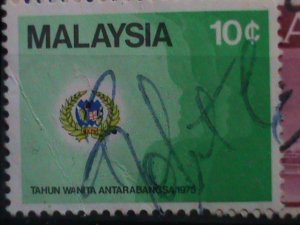 MALAYSIA 10¢
TAHUN WANITA ANTARABANGSA 1975